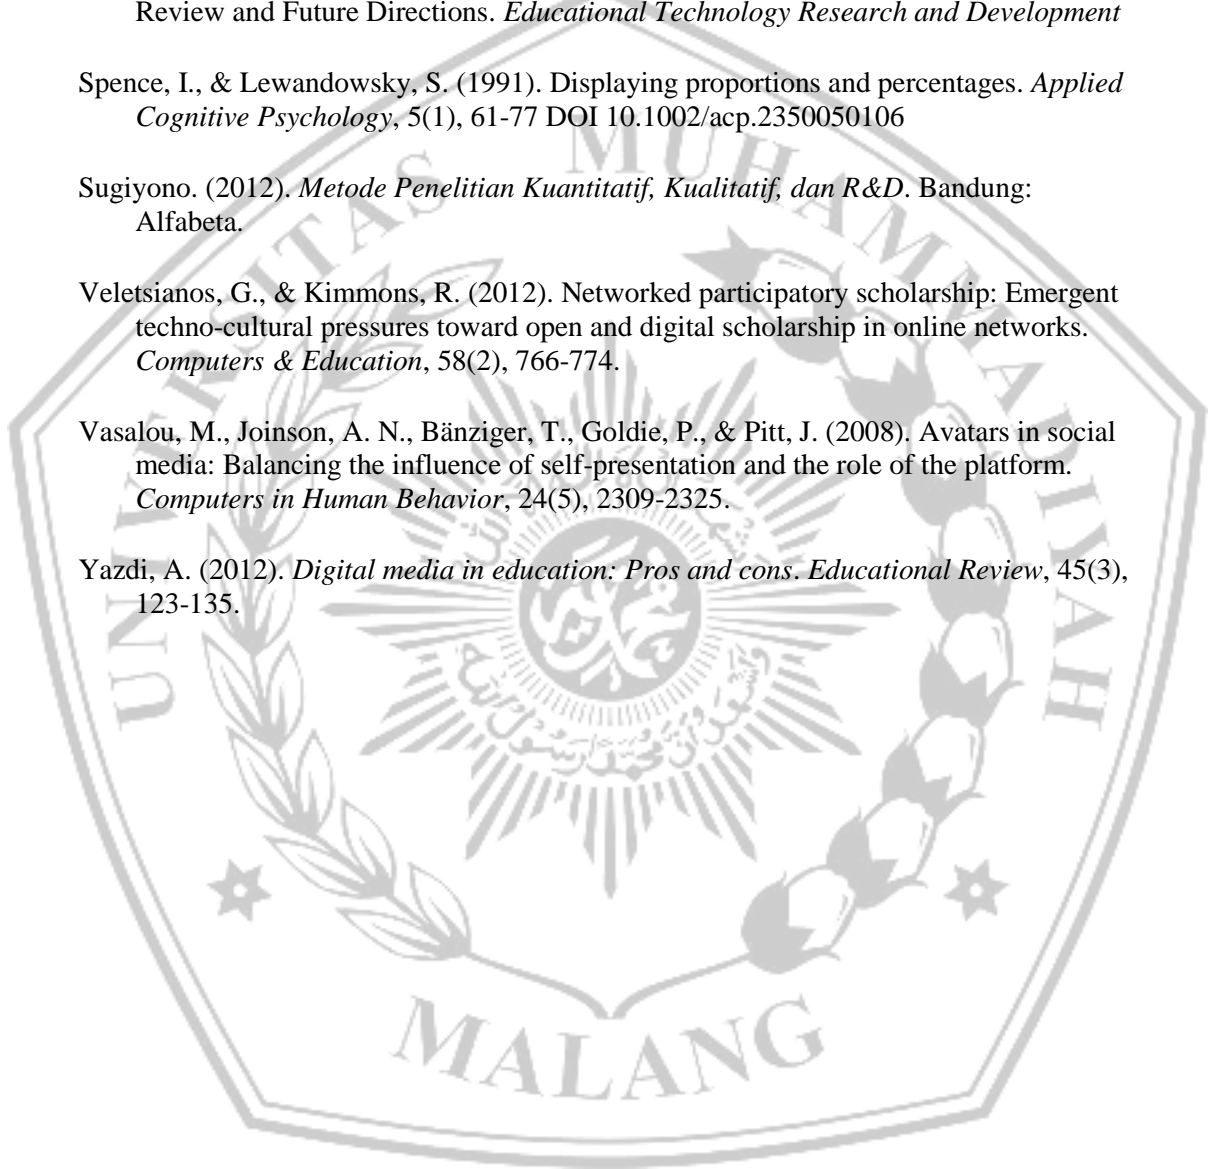 Review and Future Directions. Educational Technology Research and Development
Spence, I., & Lewandowsky, S. (1991). Displaying proportions and percentages. Applied
Cognitive Psychology, 5(1), 61-77 DOI 10.1002/acp.2350050106
Sugiyono. (2012). Metode Penelitian Kuantitatif, Kualitatif, dan R&D. Bandung:
Alfabeta.
Veletsianos, G., & Kimmons, R. (2012). Networked participatory scholarship: Emergent
techno-cultural pressures toward open and digital scholarship in online networks.
Computers & Education, 58(2), 766-774.
Vasalou, M., Joinson, A. N., Bänziger, T., Goldie, P., & Pitt, J. (2008). Avatars in social
media: Balancing the influence of self-presentation and the role of the platform.
Computers in Human Behavior, 24(5), 2309-2325.
Yazdi, A. (2012). Digital media in education: Pros and cons. Educational Review, 45(3),
123-135.
UNIVERSITAS MUHAMMADIYAH
MALANG